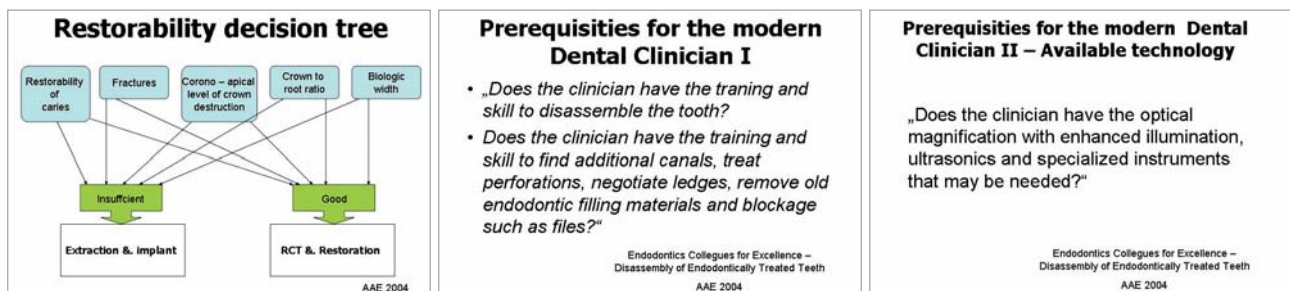 Restorability decision tree
Restorability
of
caries
Fractures
Corono – apical
level of crown
destruction
Crown to
root ratio
Biologic
width
Insuffcient
Good
Extraction &. implant
RCT &. Restoration
AAE 2004
Prerequisities for the modern
Dental Clinician I
• „Does the clinician have the traning and
skill to disassemble the tooth?
• Does the clinician have the training and
skill to find additional canals, treat
perforations, negotiate ledges, remove old
endodontic filling materials and blockage
such as files?“
Endodontics Collegues for Excellence –
Disassembly of Endodontically Treated Teeth
AAE 2004
Prerequisities for the modern Dental
Clinician II – Available technology
„Does the clinician have the optical
magnification with enhanced illumination,
ultrasonics and specialized instruments
that may be needed?“
Endodontics Collegues for Excellence –
Disassembly of Endodontically Treated Teeth
AAE 2004